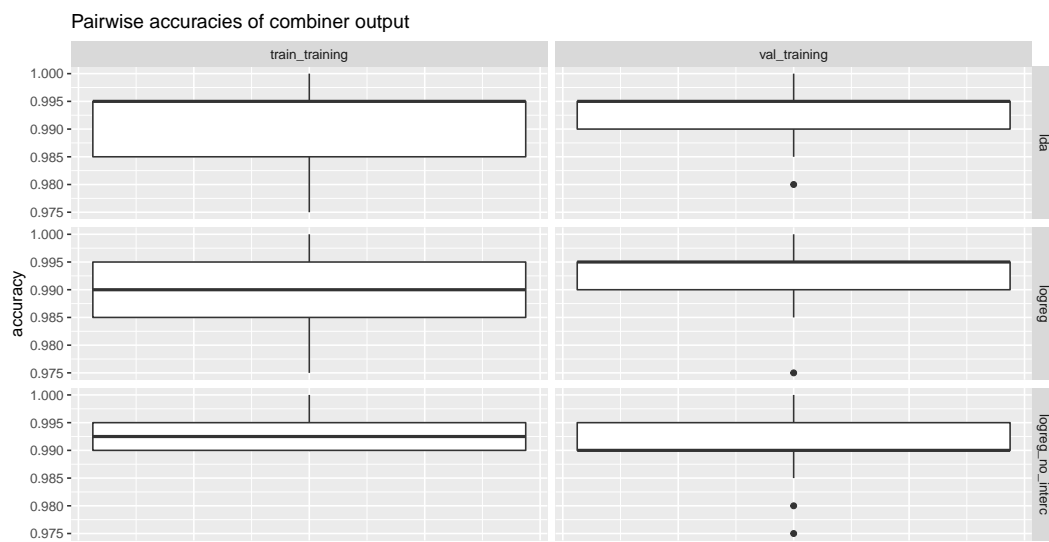 Pairwise accuracies of combiner output
train_training
val_training
1.000
0.995
0.990
0.985
0.980
0.975
lda
1.000
0.995
0.990
0.985
0.980
0.975
logreg
1.000
0.995
0.990
0.985
0.980
0.975
logreg_no_interc
accuracy